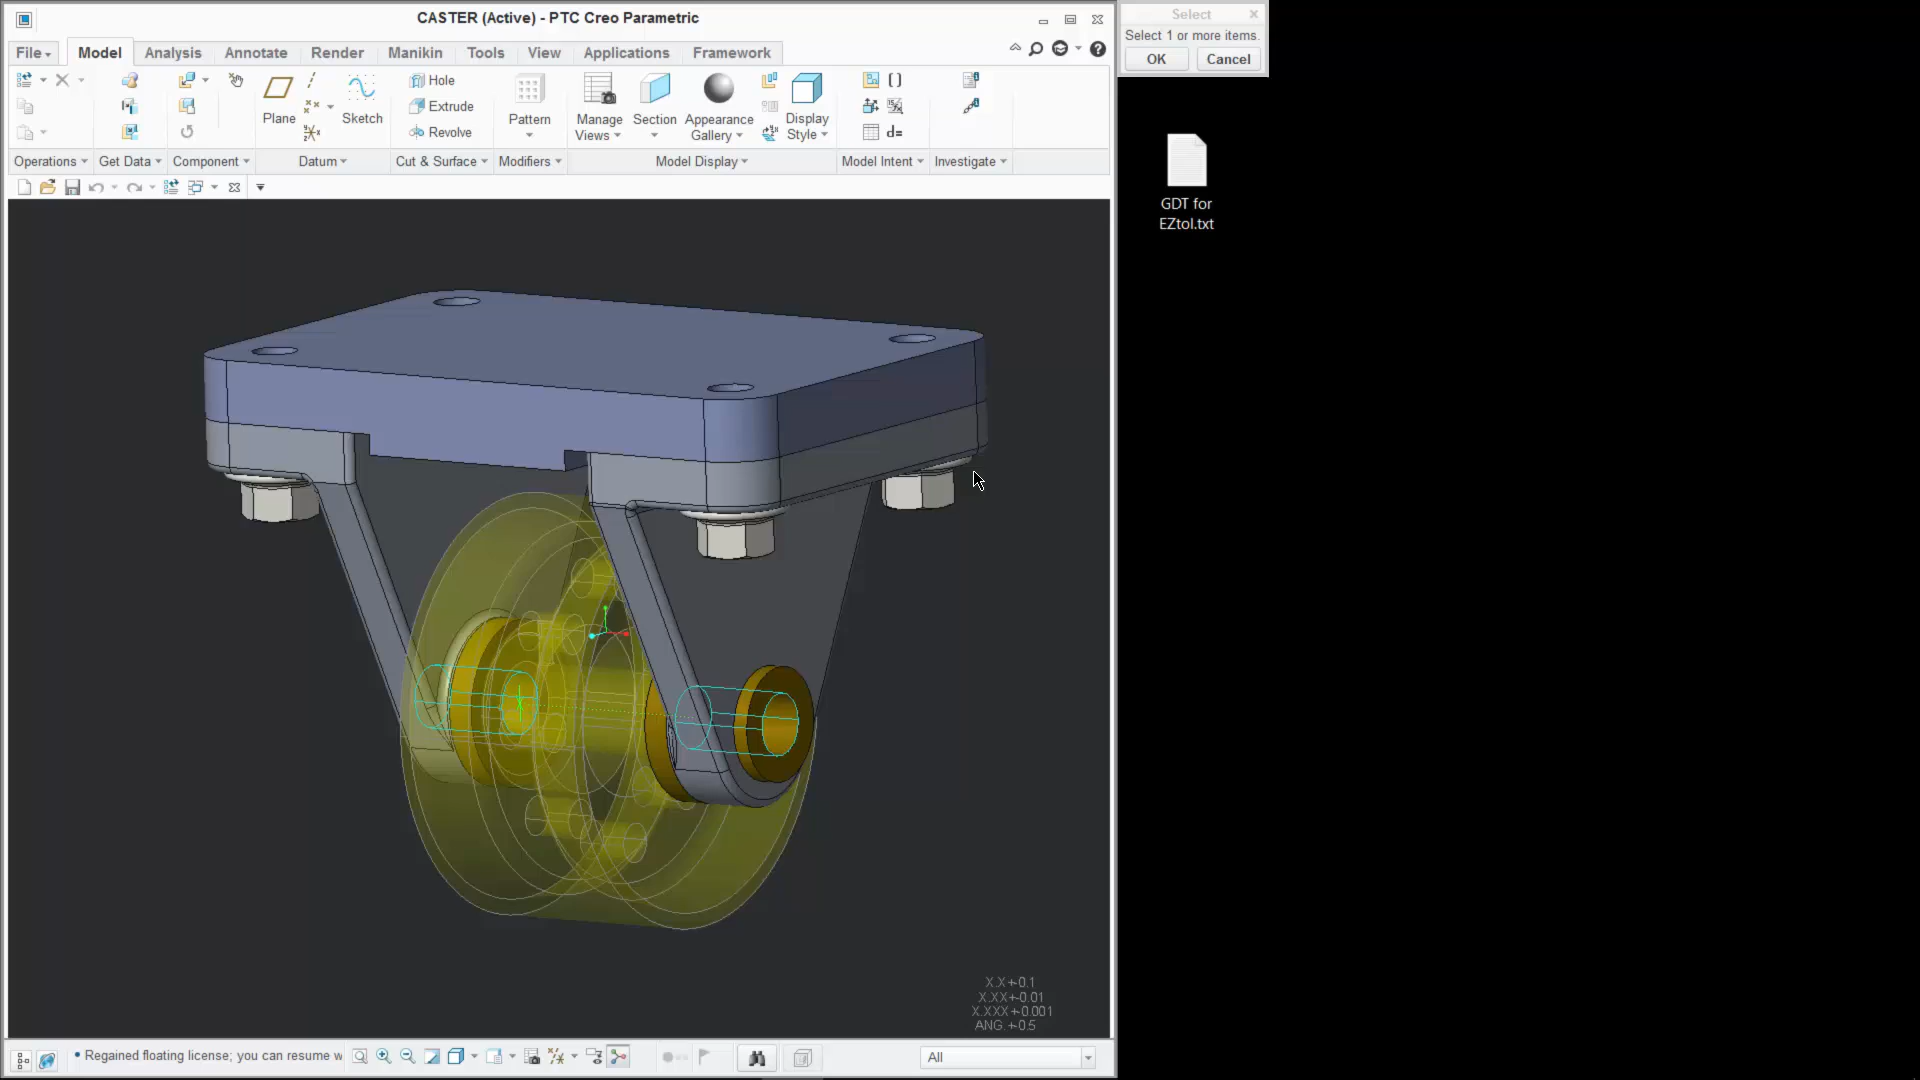 CASTER (Active) - PTC Creo Parametric
File
Model
Analysis
Annotate
Render
Manikin
Tools
View
Applications
Framework
Plane
Sketch
Hole
Extrude
Revolve
Pattern
Manage
Views
Section
Appearance
Gallery
Display
Style
d=
Operations
Get Data
Component
Datum
Cut & Surface
Modifiers
Model Display
Model Intent
Investigate
X.X+-0.1
X.XX+-0.01
X.XXX+-0.001
ANG. +-0.5
• Regained floating license; you can resume w
All
Select
Select 1 or more items.
OK
Cancel
GDT for
EZtol.txt